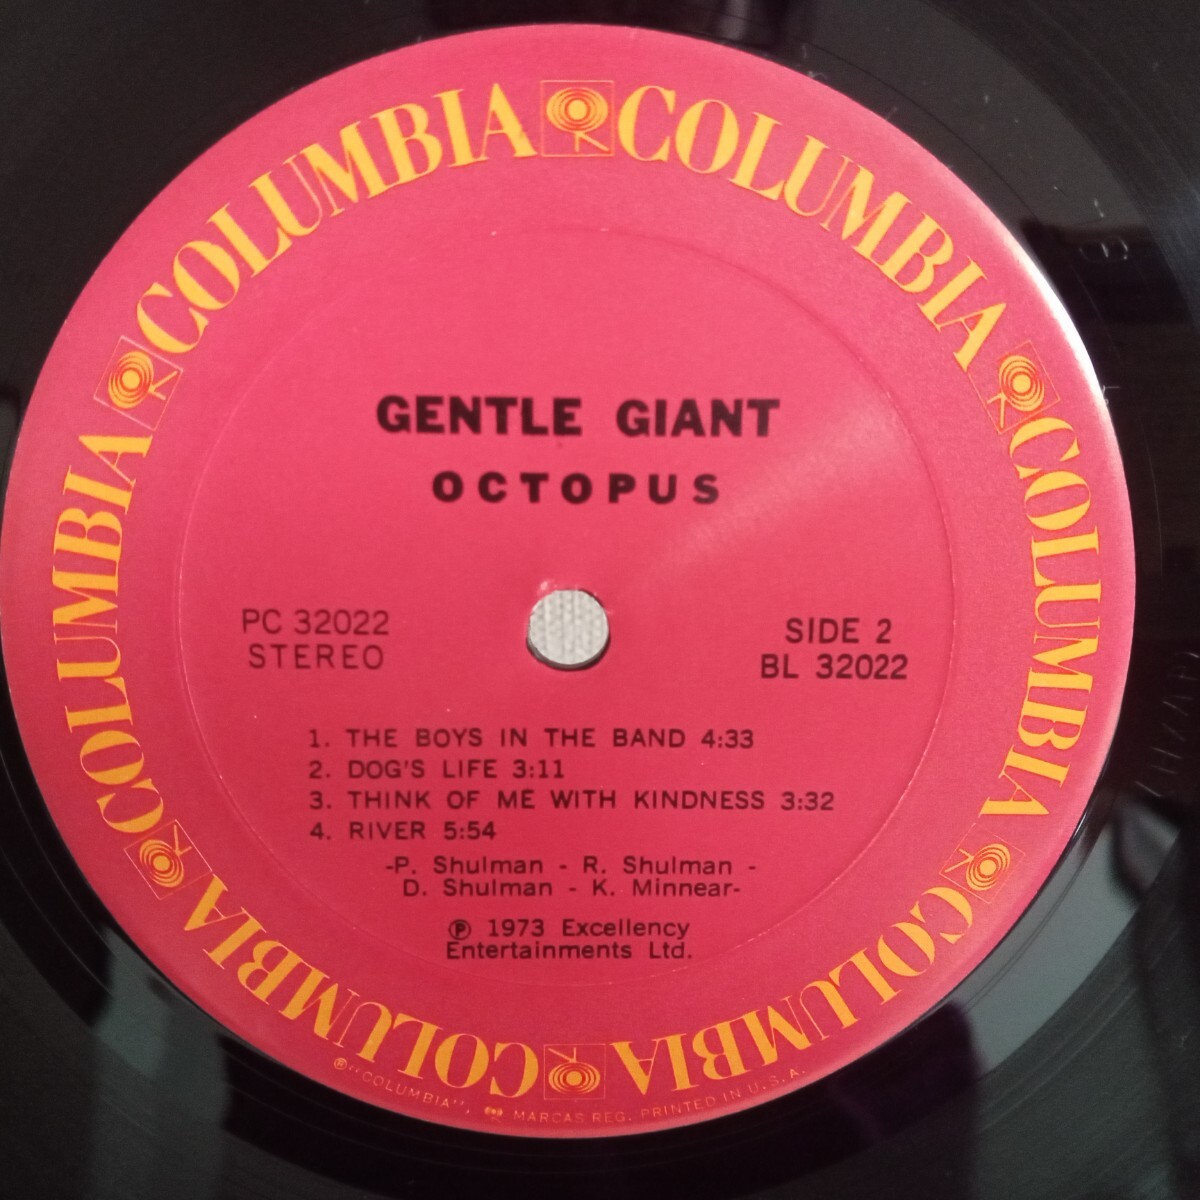 COLUMBIA COLUMBIA COLUMBIA COLUMBIA COLUMBIA COLUMBIA
GENTLE GIANT
OCTOPUS
PC 32022
STEREO
SIDE 2
BL 32022
1. THE BOYS IN THE BAND 4:33
2. DOG'S LIFE 3:11
3. THINK OF ME WITH KINDNESS 3:32
4. RIVER 5:54
-P. Shulman - R. Shulman -
D. Shulman - K. Minnear-
℗ 1973 Excellency
Entertainments Ltd.
®"COLUMBIA", MARCAS REG. PRINTED IN U.S.A.